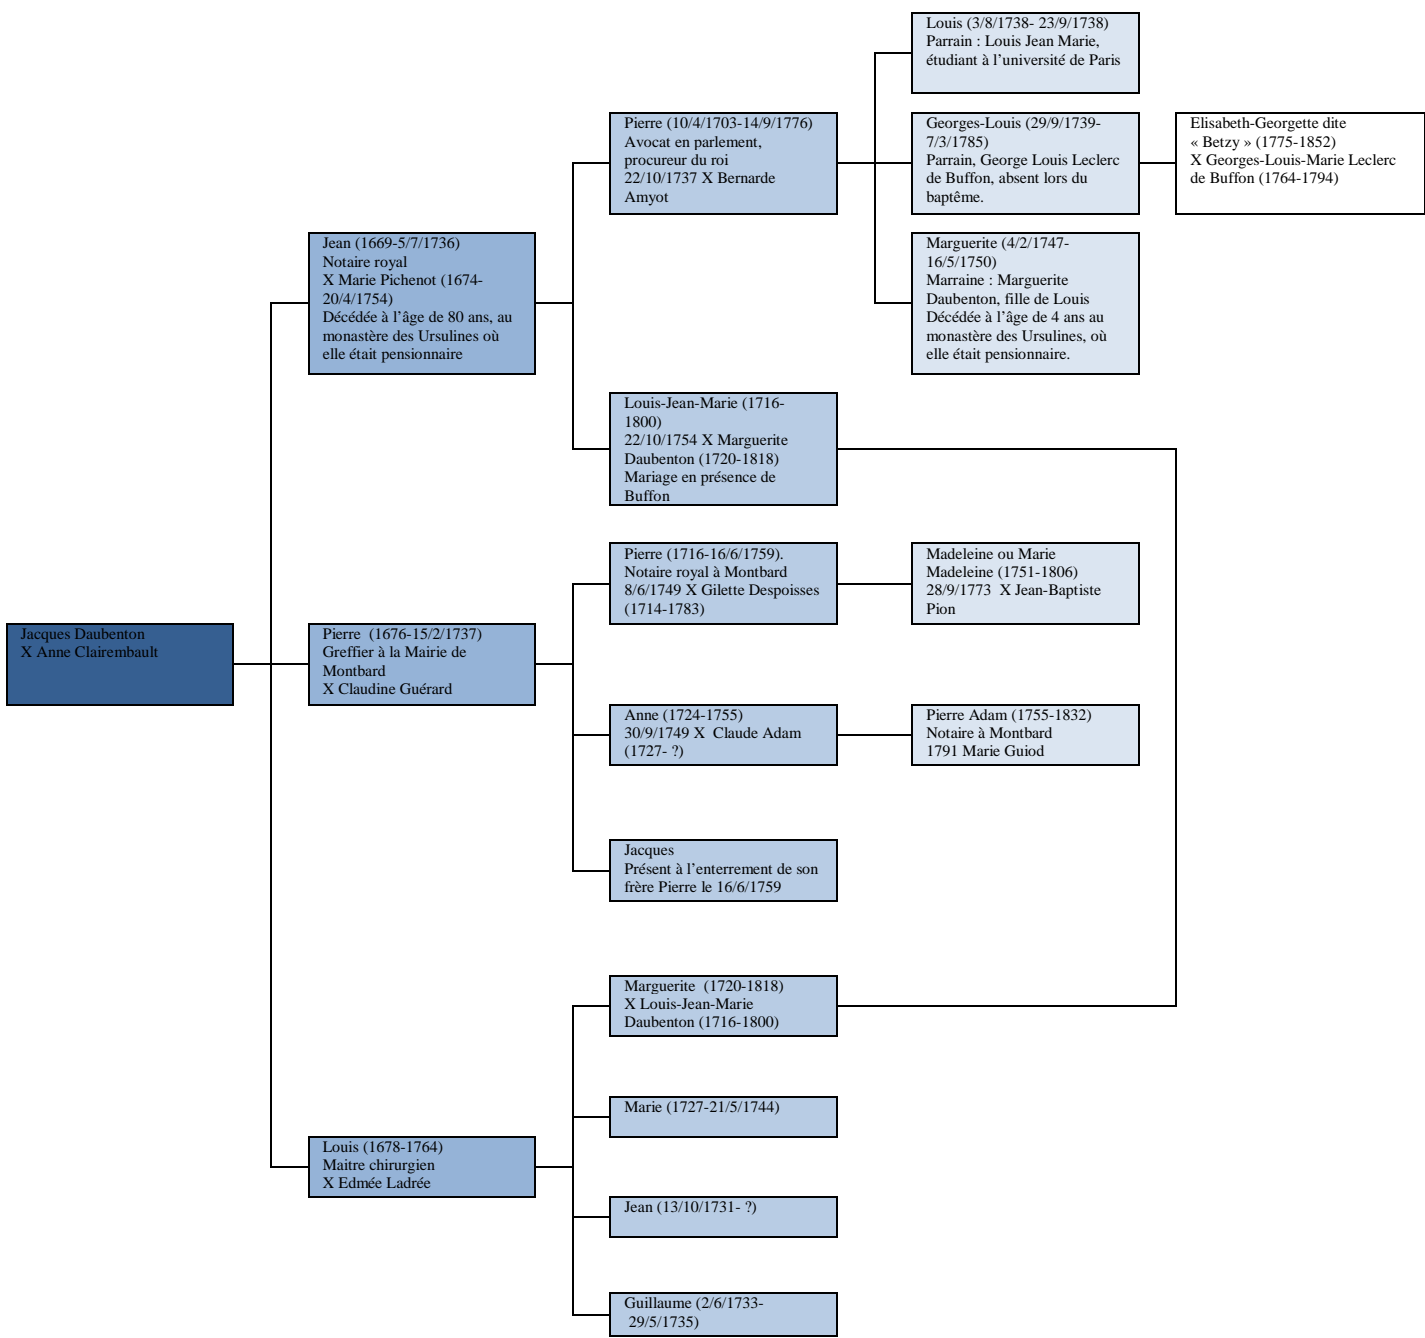 Jacques Daubenton
X Anne Clairembault
Jean (1669-5/7/1736)
Notaire royal
X Marie Pichenot (1674-
20/4/1754)
Décédée à l’âge de 80 ans, au
monastère des Ursulines où
elle était pensionnaire
Pierre (10/4/1703-14/9/1776)
Avocat en parlement,
procureur du roi
22/10/1737 X Bernarde
Amyot
Louis (3/8/1738- 23/9/1738)
Parrain : Louis Jean Marie,
étudiant à l’université de Paris
Georges-Louis (29/9/1739-
7/3/1785)
Parrain, George Louis Leclerc
de Buffon, absent lors du
baptême.
Elisabeth-Georgette dite
« Betzy » (1775-1852)
X Georges-Louis-Marie Leclerc
de Buffon (1764-1794)
Marguerite (4/2/1747-
16/5/1750)
Marraine : Marguerite
Daubenton, fille de Louis
Décédée à l’âge de 4 ans au
monastère des Ursulines, où
elle était pensionnaire.
Louis-Jean-Marie (1716-
1800)
22/10/1754 X Marguerite
Daubenton (1720-1818)
Mariage en présence de
Buffon
Pierre  (1676-15/2/1737)
Greffier à la Mairie de
Montbard
X Claudine Guérard
Pierre (1716-16/6/1759).
Notaire royal à Montbard
8/6/1749 X Gilette Despoisses
(1714-1783)
Madeleine ou Marie
Madeleine (1751-1806)
28/9/1773  X Jean-Baptiste
Pion
Anne (1724-1755)
30/9/1749 X  Claude Adam
(1727- ?)
Pierre Adam (1755-1832)
Notaire à Montbard
1791 Marie Guiod
Jacques
Présent à l’enterrement de son
frère Pierre le 16/6/1759
Louis (1678-1764)
Maitre chirurgien
X Edmée Ladrée
Marguerite  (1720-1818)
X Louis-Jean-Marie
Daubenton (1716-1800)
Marie (1727-21/5/1744)
Jean (13/10/1731- ?)
Guillaume (2/6/1733-
29/5/1735)